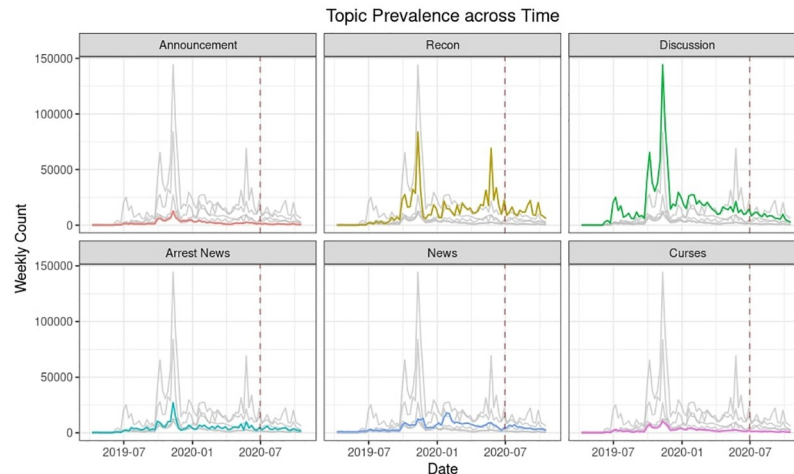 Topic Prevalence across Time
Announcement
Recon
Discussion
150000
100000
50000
0
Weekly Count
Arrest News
News
Curses
150000
100000
50000
0
2019-07 2020-01 2020-07
2019-07 2020-01 2020-07
2019-07 2020-01 2020-07
Date